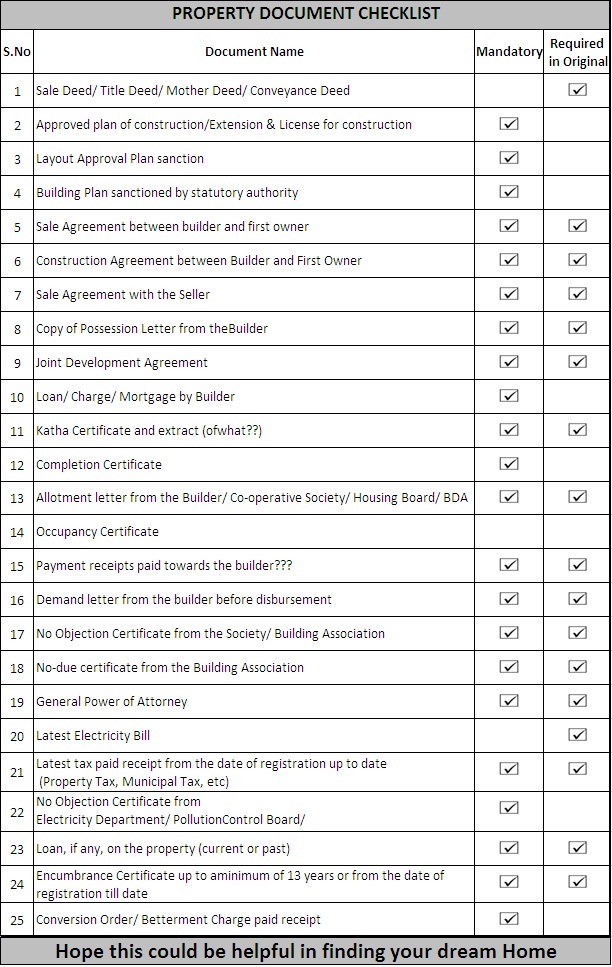 PROPERTY DOCUMENT CHECKLIST
S.No Document Name Mandatory Required in Original
1 Sale Deed/ Title Deed/ Mother Deed/ Conveyance Deed
2 Approved plan of construction/Extension & License for construction
3 Layout Approval Plan sanction
4 Building Plan sanctioned by statutory authority
5 Sale Agreement between builder and first owner
6 Construction Agreement between Builder and First Owner
7 Sale Agreement with the Seller
8 Copy of Possession Letter from theBuilder
9 Joint Development Agreement
10 Loan/ Charge/ Mortgage by Builder
11 Katha Certificate and extract (ofwhat??)
12 Completion Certificate
13 Allotment letter from the Builder/ Co-operative Society/ Housing Board/ BDA
14 Occupancy Certificate
15 Payment receipts paid towards the builder???
16 Demand letter from the builder before disbursement
17 No Objection Certificate from the Society/ Building Association
18 No-due certificate from the Building Association
19 General Power of Attorney
20 Latest Electricity Bill
21 Latest tax paid receipt from the date of registration up to date
(Property Tax, Municipal Tax, etc)
22 No Objection Certificate from
Electricity Department/ PollutionControl Board/
23 Loan, if any, on the property (current or past)
24 Encumbrance Certificate up to aminimum of 13 years or from the date of
registration till date
25 Conversion Order/ Betterment Charge paid receipt
Hope this could be helpful in finding your dream Home